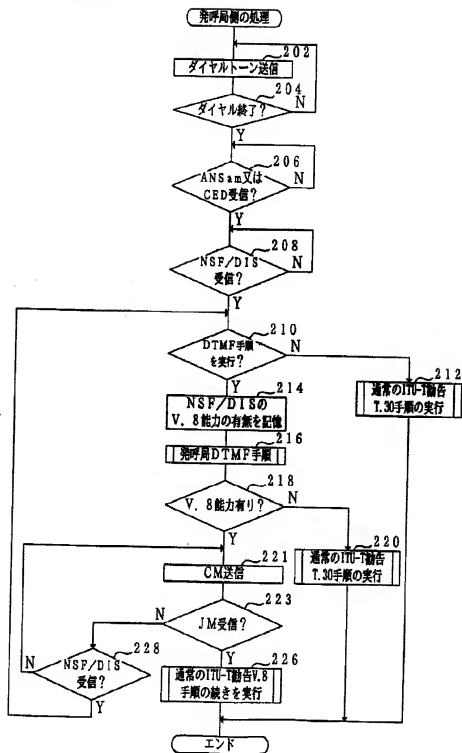 発呼局側の処理
202
ダイヤルトーン送信
204
ダイヤル終了?
N
Y
206
ANSam又は
CED受信?
N
Y
208
NSF/DIS
受信?
N
Y
210
DTMF手順
を実行?
N
Y
212
通常のITU-T勧告
T.30手順の実行
214
NSF/DISの
V.8能力の有無を記憶
216
発呼局DTMF手順
218
V.8能力有り?
N
Y
220
通常のITU-T勧告
T.30手順の実行
221
CM送信
223
JM受信?
N
Y
228
NSF/DIS
受信?
N
Y
226
通常のITU-T勧告V.8
手順の続きを実行
エンド